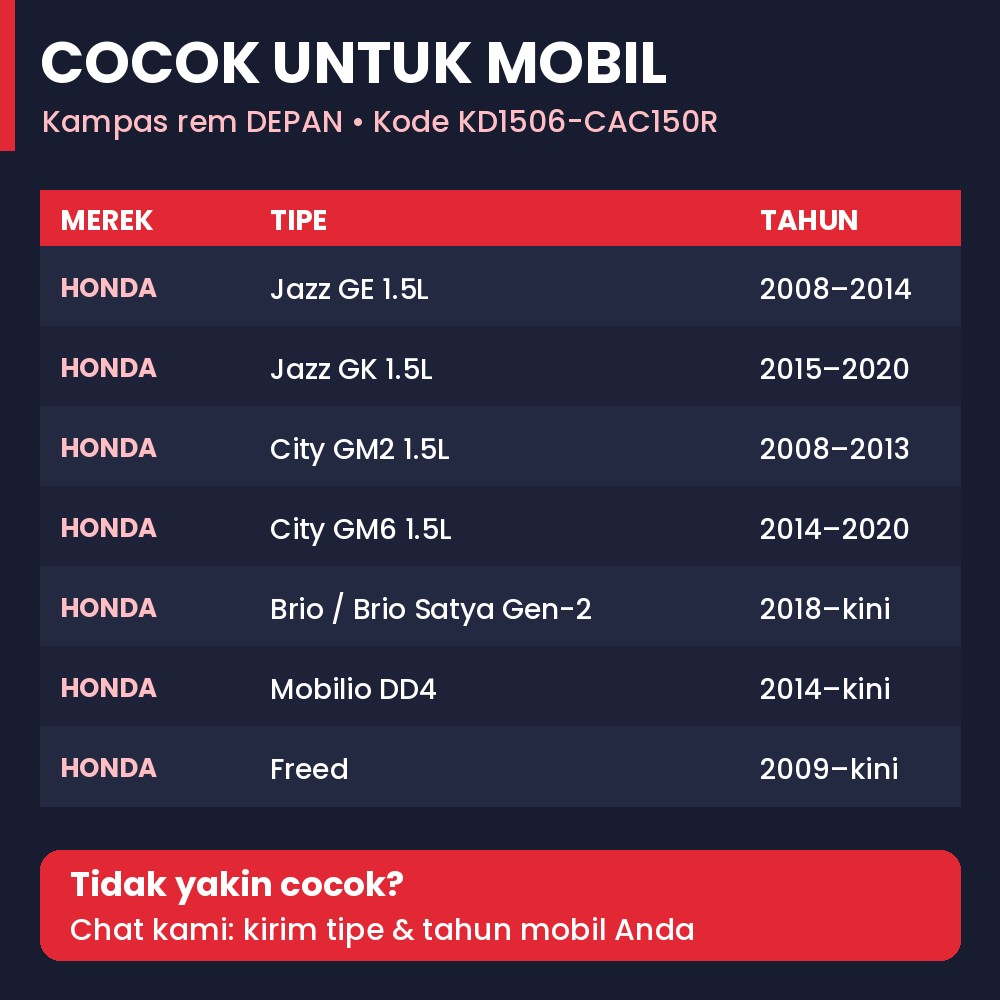 COCOK UNTUK MOBIL
Kampas rem DEPAN • Kode KD1506-CAC150R
MEREK TIPE TAHUN
HONDA Jazz GE 1.5L 2008–2014
HONDA Jazz GK 1.5L 2015–2020
HONDA City GM2 1.5L 2008–2013
HONDA City GM6 1.5L 2014–2020
HONDA Brio / Brio Satya Gen-2 2018–kini
HONDA Mobilio DD4 2014–kini
HONDA Freed 2009–kini
Tidak yakin cocok?
Chat kami: kirim tipe & tahun mobil Anda